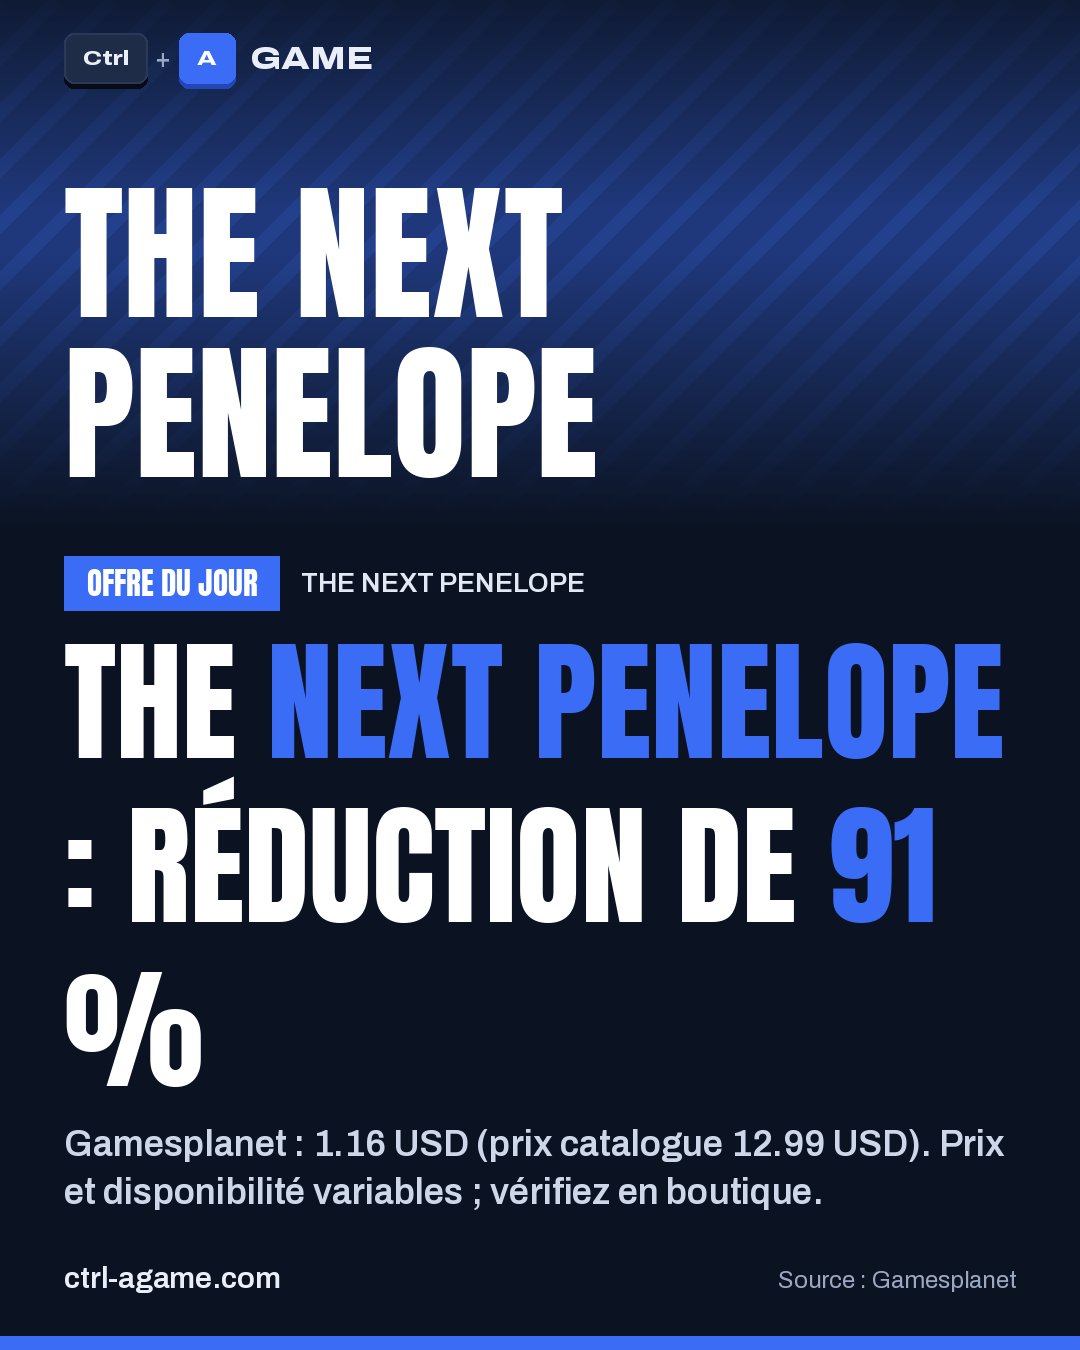 Ctrl + A GAME
THE NEXT
PENELOPE
OFFRE DU JOUR THE NEXT PENELOPE
THE NEXT PENELOPE
: RÉDUCTION DE 91
%
Gamesplanet : 1.16 USD (prix catalogue 12.99 USD). Prix
et disponibilité variables ; vérifiez en boutique.
ctrl-agame.com Source : Gamesplanet